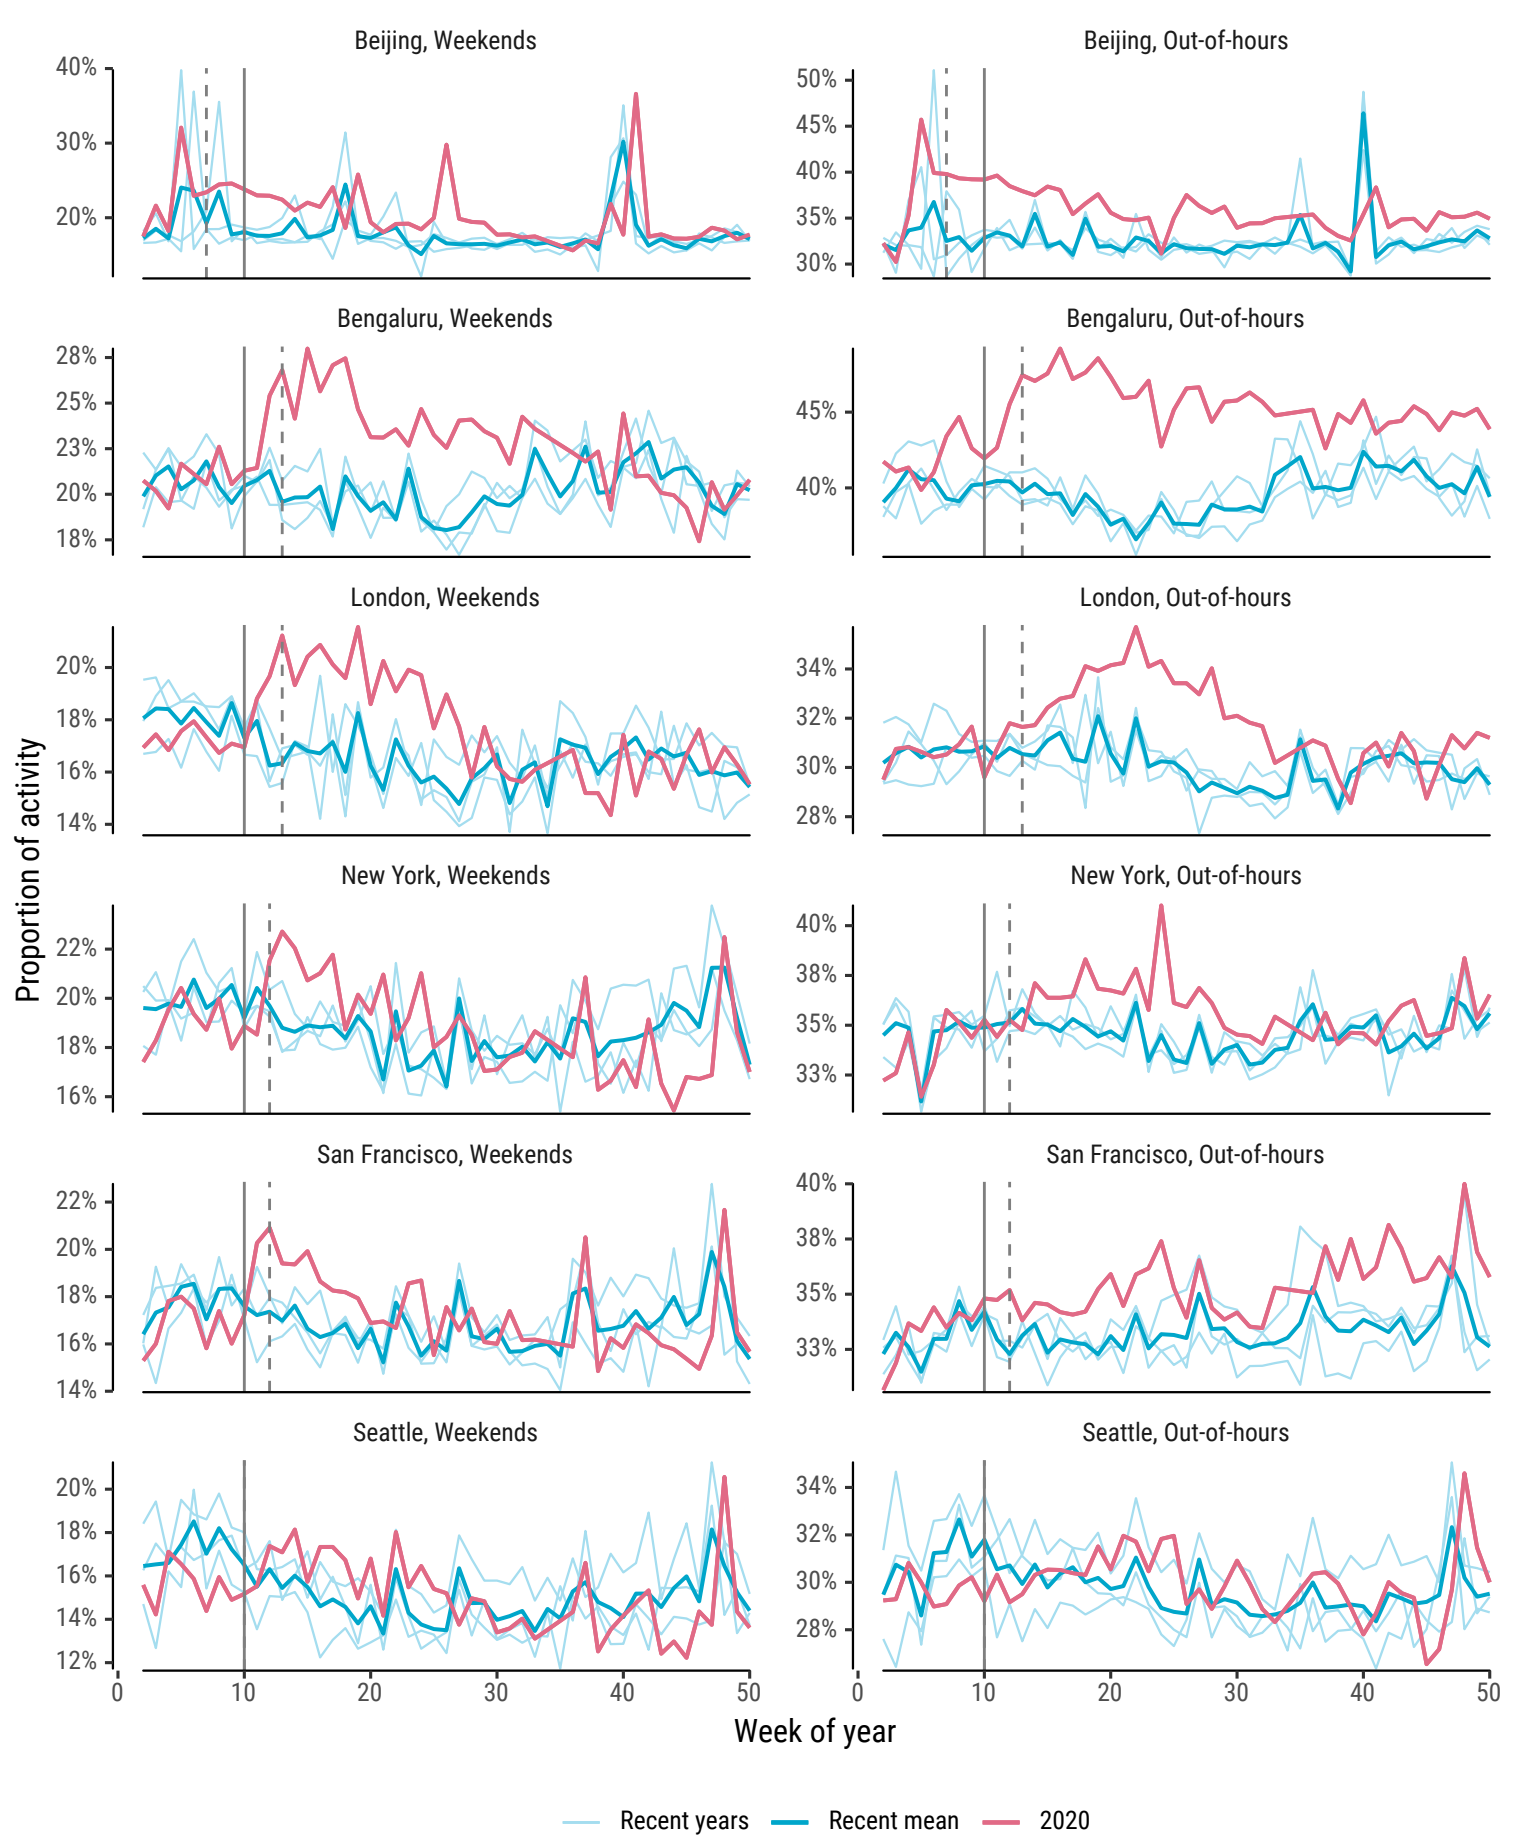 Beijing, Weekends
40%
30%
20%
Beijing, Out-of-hours
50%
45%
40%
35%
30%
Bengaluru, Weekends
28%
25%
23%
20%
18%
Bengaluru, Out-of-hours
45%
40%
London, Weekends
20%
18%
16%
14%
London, Out-of-hours
34%
32%
30%
28%
Proportion of activity
New York, Weekends
22%
20%
18%
16%
New York, Out-of-hours
40%
38%
35%
33%
San Francisco, Weekends
22%
20%
18%
16%
14%
San Francisco, Out-of-hours
40%
38%
35%
33%
Seattle, Weekends
20%
18%
16%
14%
12%
Seattle, Out-of-hours
34%
32%
30%
28%
0 10 20 30 40 50
0 10 20 30 40 50
Week of year
Recent years Recent mean 2020